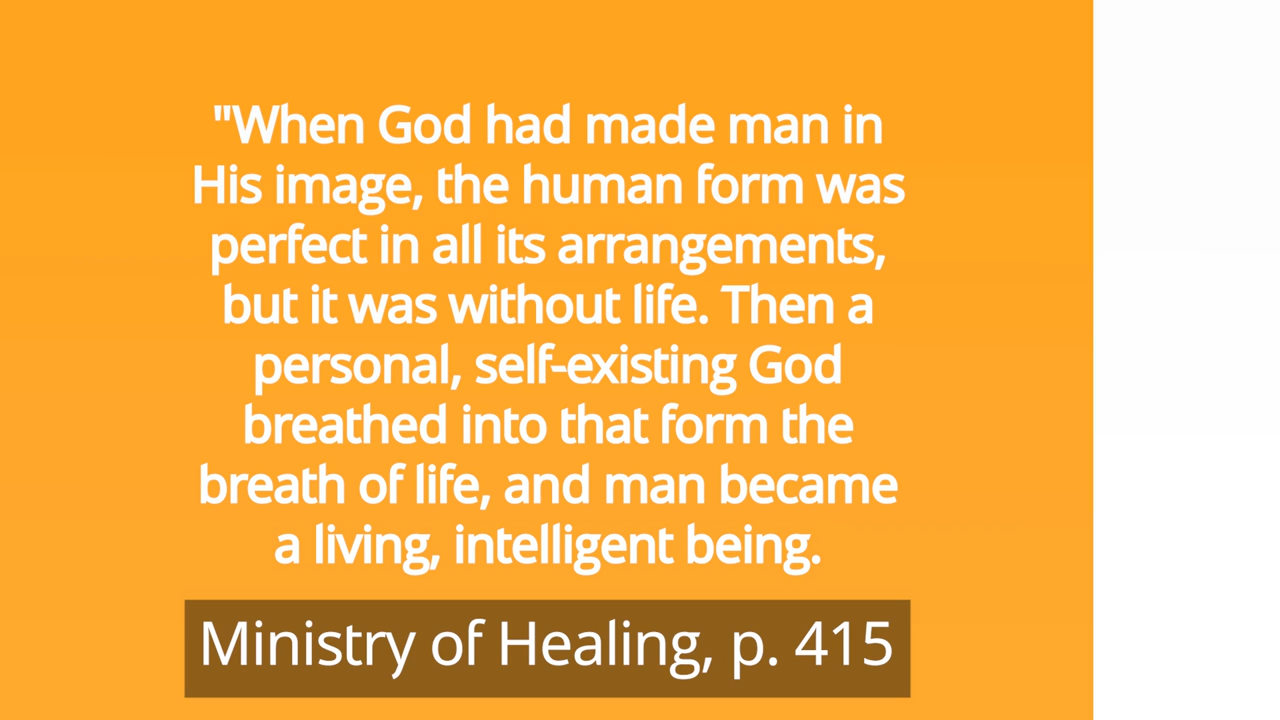 "When God had made man in
His image, the human form was
perfect in all its arrangements,
but it was without life. Then a
personal, self-existing God
breathed into that form the
breath of life, and man became
a living, intelligent being.
Ministry of Healing, p. 415